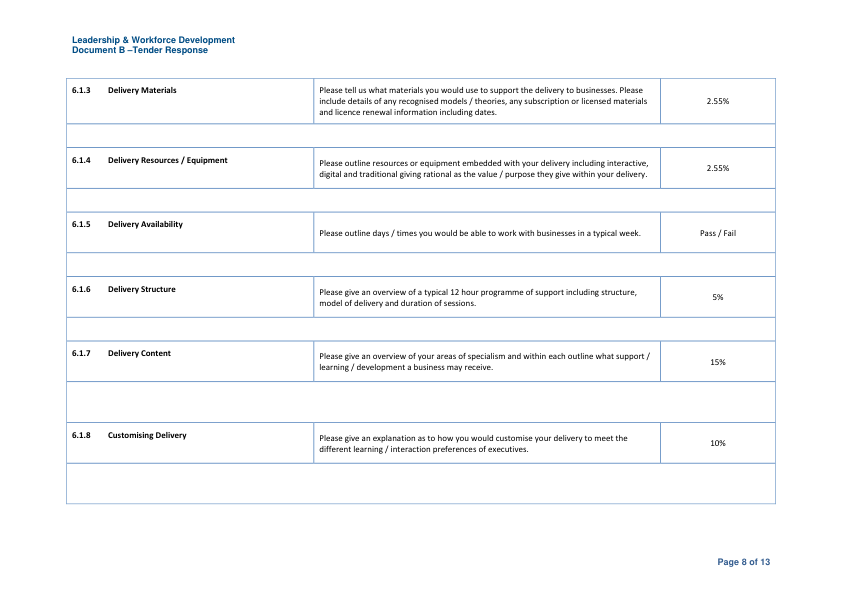 Leadership & Workforce Development
Document B –Tender Response
6.1.3 Delivery Materials
Please tell us what materials you would use to support the delivery to businesses. Please
include details of any recognised models / theories, any subscription or licensed materials
and licence renewal information including dates.
2.55%
6.1.4 Delivery Resources / Equipment
Please outline resources or equipment embedded with your delivery including interactive,
digital and traditional giving rational as the value / purpose they give within your delivery.
2.55%
6.1.5 Delivery Availability
Please outline days / times you would be able to work with businesses in a typical week.
Pass / Fail
6.1.6 Delivery Structure
Please give an overview of a typical 12 hour programme of support including structure,
model of delivery and duration of sessions.
5%
6.1.7 Delivery Content
Please give an overview of your areas of specialism and within each outline what support /
learning / development a business may receive.
15%
6.1.8 Customising Delivery
Please give an explanation as to how you would customise your delivery to meet the
different learning / interaction preferences of executives.
10%
Page 8 of 13